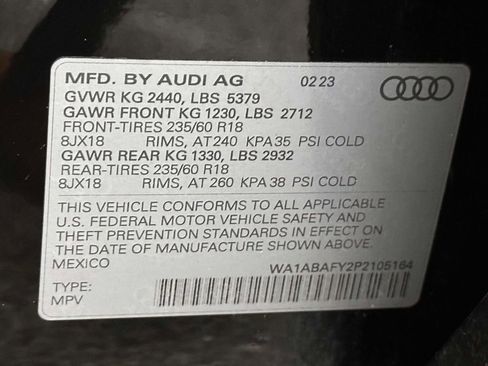 MFD. BY AUDI AG 02 23
GVWR KG 2440, LBS 5379
GAWR FRONT KG 1230, LBS 2712
FRONT-TIRES 235/60 R18
8JX18 RIMS, AT 240 KPA 35 PSI COLD
GAWR REAR KG 1330, LBS 2932
REAR-TIRES 235/60 R18
8JX18 RIMS, AT 260 KPA 38 PSI COLD
THIS VEHICLE CONFORMS TO ALL APPLICABLE
U.S. FEDERAL MOTOR VEHICLE SAFETY AND
THEFT PREVENTION STANDARDS IN EFFECT ON
THE DATE OF MANUFACTURE SHOWN ABOVE.
MEXICO WA1ABAFY2P2105164
TYPE:
MPV